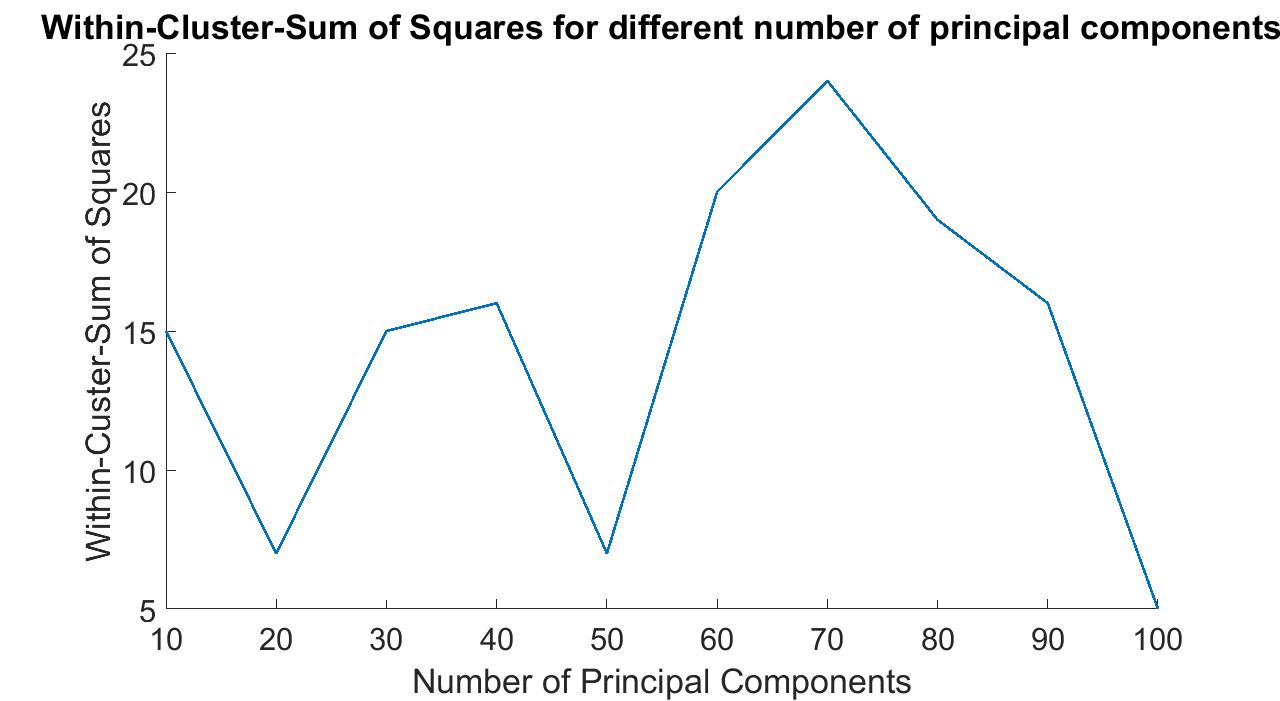 Within-Cluster-Sum of Squares for different number of principal components
Within-Custer-Sum of Squares
25
20
15
10
5
10 20 30 40 50 60 70 80 90 100
Number of Principal Components